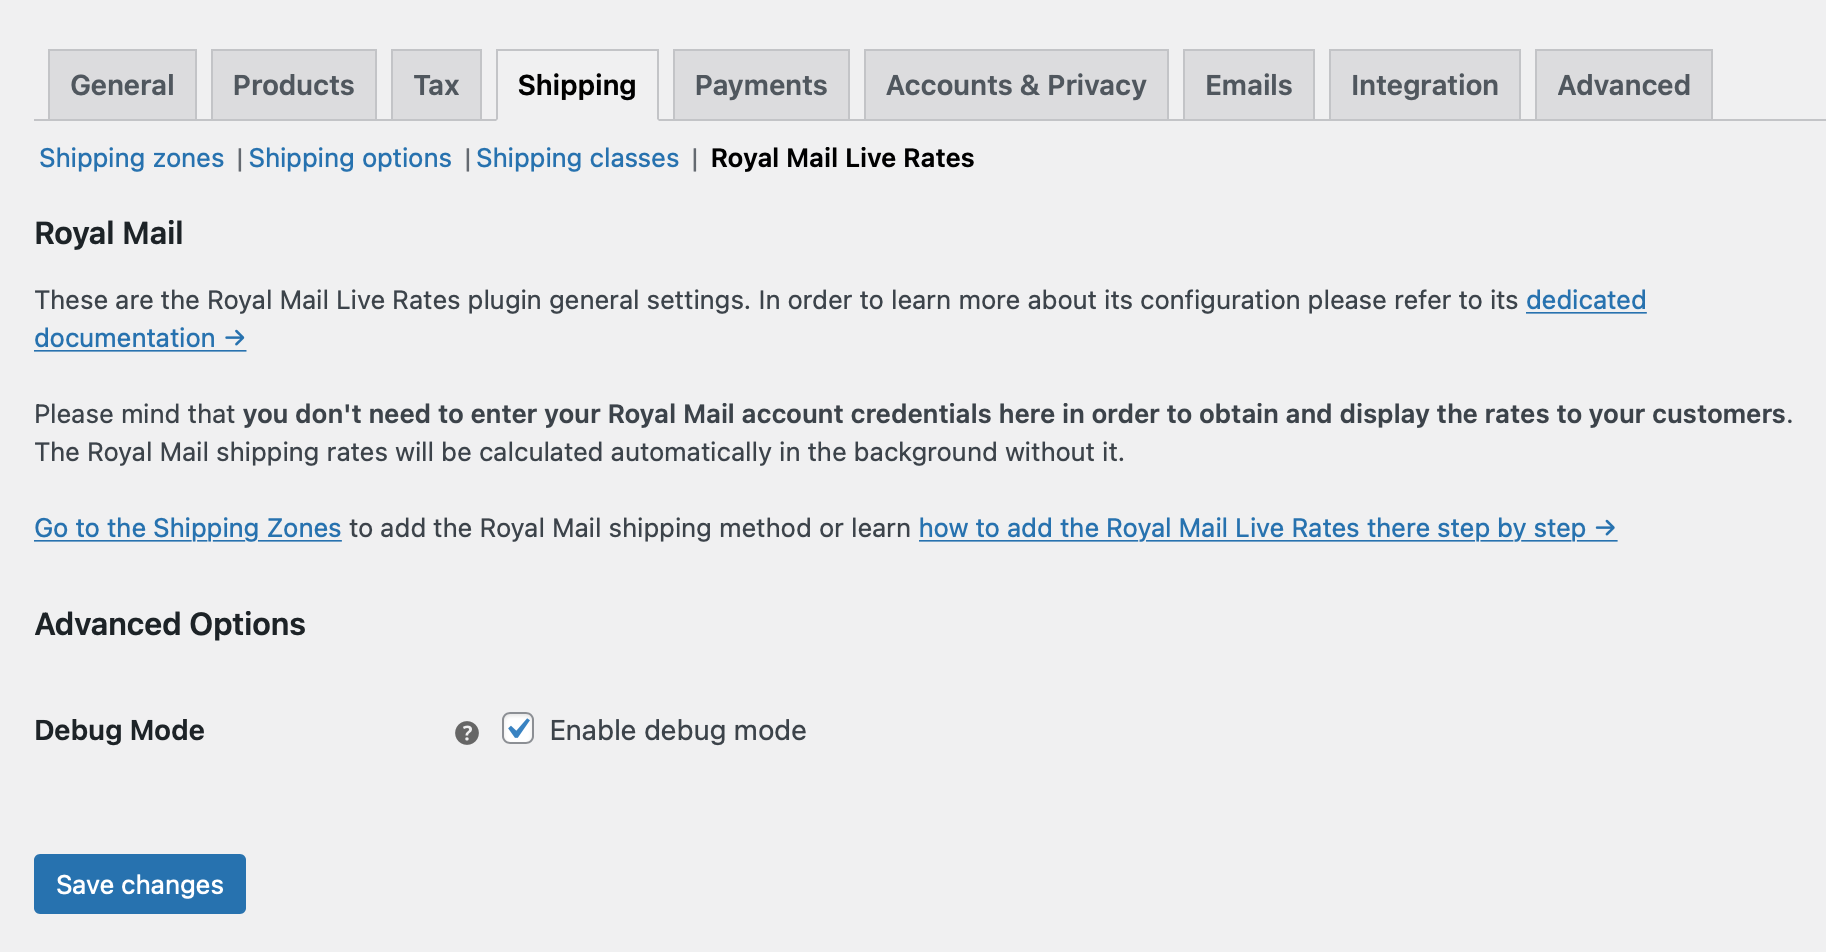 General Products Tax Shipping Payments Accounts & Privacy Emails Integration Advanced
Shipping zones | Shipping options | Shipping classes | Royal Mail Live Rates
Royal Mail
These are the Royal Mail Live Rates plugin general settings. In order to learn more about its configuration please refer to its dedicated
documentation →
Please mind that you don't need to enter your Royal Mail account credentials here in order to obtain and display the rates to your customers.
The Royal Mail shipping rates will be calculated automatically in the background without it.
Go to the Shipping Zones to add the Royal Mail shipping method or learn how to add the Royal Mail Live Rates there step by step →
Advanced Options
Debug Mode ? Enable debug mode
Save changes